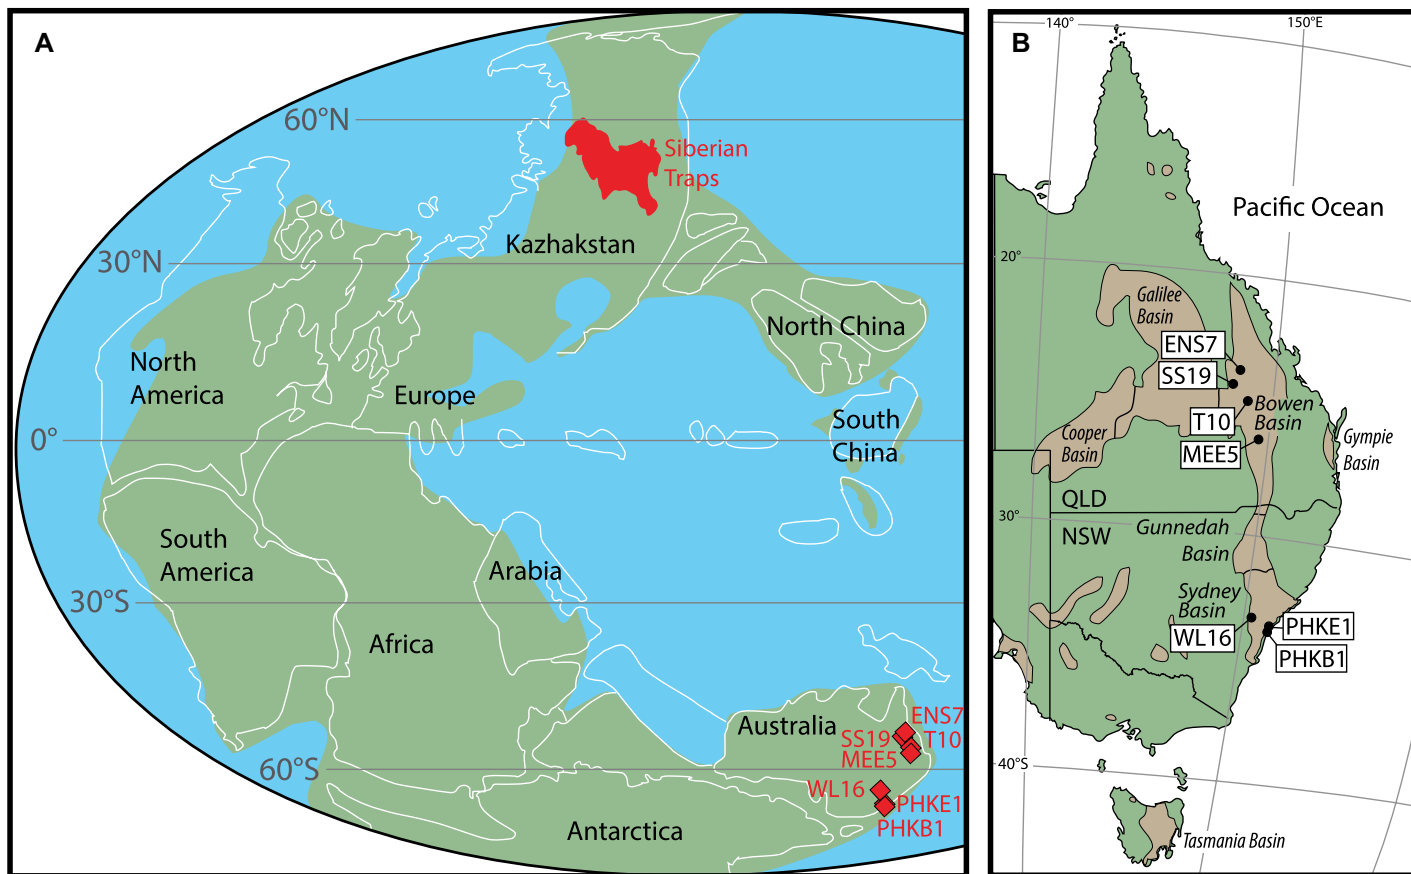 A
60°N
Siberian
Traps
Kazhakstan
30°N
North China
North
America
Europe
South
China
0°
South
America
Arabia
30°S
Africa
Australia
ENS7
SS19
T10
MEE5
60°S
WL16
PHKE1
PHKB1
Antarctica
B
140°
150°E
Pacific Ocean
20°
Galilee
Basin
ENS7
SS19
T10
Bowen
Basin
Cooper
Basin
MEE5
Gympie
Basin
QLD
30°
NSW
Gunnedah
Basin
Sydney
Basin
WL16
PHKE1
PHKB1
40°S
Tasmania Basin